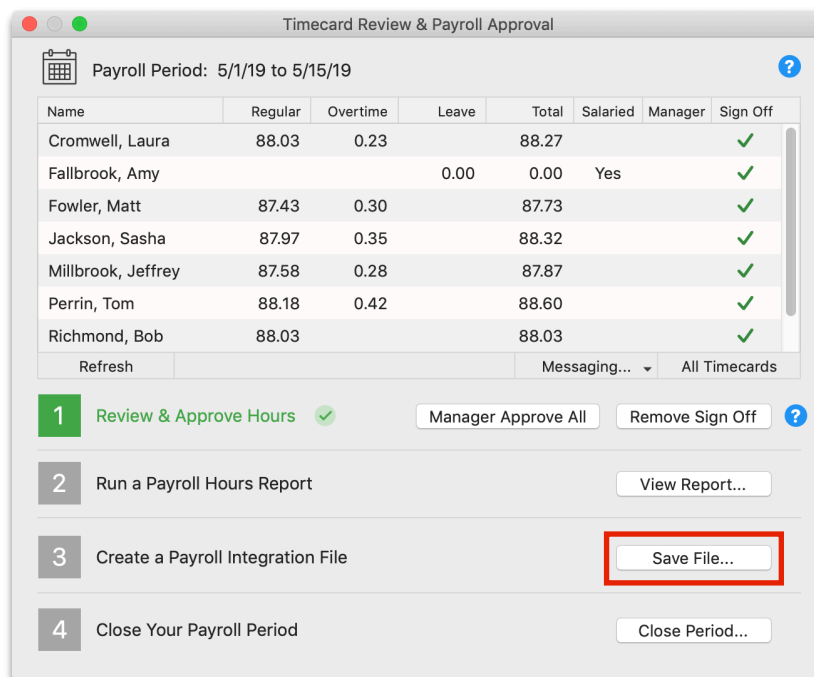 Timecard Review & Payroll Approval
Payroll Period: 5/1/19 to 5/15/19 ?
Name Regular Overtime Leave Total Salaried Manager Sign Off
Cromwell, Laura 88.03 0.23 88.27
Fallbrook, Amy 0.00 0.00 Yes
Fowler, Matt 87.43 0.30 87.73
Jackson, Sasha 87.97 0.35 88.32
Millbrook, Jeffrey 87.58 0.28 87.87
Perrin, Tom 88.18 0.42 88.60
Richmond, Bob 88.03 88.03
Refresh Messaging... All Timecards
1 Review & Approve Hours Manager Approve All Remove Sign Off ?
2 Run a Payroll Hours Report View Report...
3 Create a Payroll Integration File Save File...
4 Close Your Payroll Period Close Period...